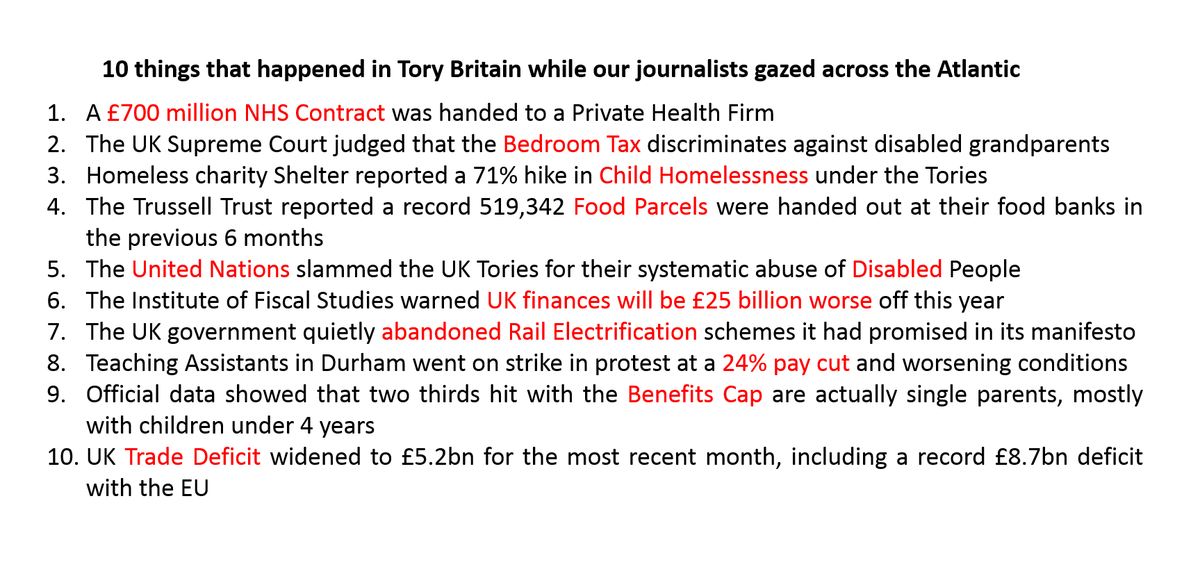 10 things that happened in Tory Britain while our journalists gazed across the Atlantic
1. A £700 million NHS Contract was handed to a Private Health Firm
2. The UK Supreme Court judged that the Bedroom Tax discriminates against disabled grandparents
3. Homeless charity Shelter reported a 71% hike in Child Homelessness under the Tories
4. The Trussell Trust reported a record 519,342 Food Parcels were handed out at their food banks in
the previous 6 months
5. The United Nations slammed the UK Tories for their systematic abuse of Disabled People
6. The Institute of Fiscal Studies warned UK finances will be £25 billion worse off this year
7. The UK government quietly abandoned Rail Electrification schemes it had promised in its manifesto
8. Teaching Assistants in Durham went on strike in protest at a 24% pay cut and worsening conditions
9. Official data showed that two thirds hit with the Benefits Cap are actually single parents, mostly
with children under 4 years
10. UK Trade Deficit widened to £5.2bn for the most recent month, including a record £8.7bn deficit
with the EU